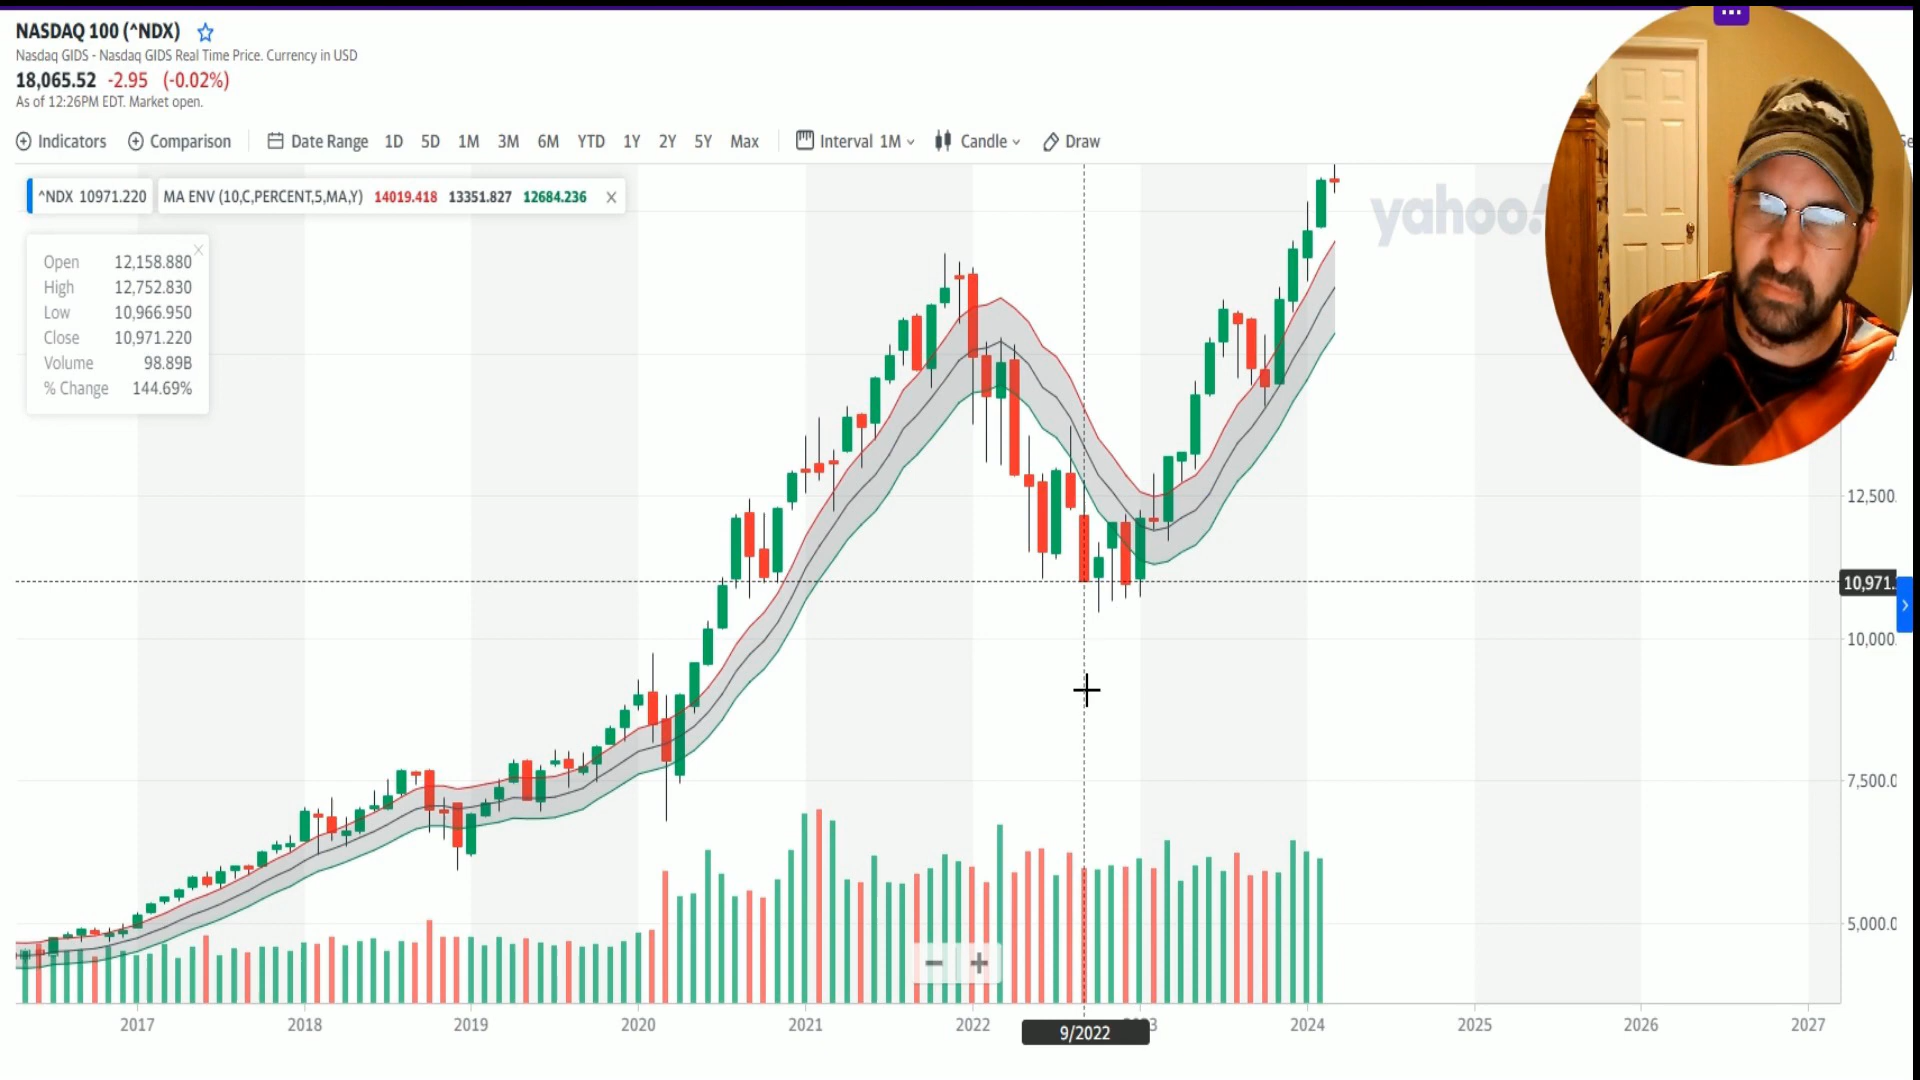 NASDAQ 100 (^NDX)
Nasdaq GIDS - Nasdaq GIDS Real Time Price. Currency in USD
18,065.52 -2.95 (-0.02%)
As of 12:26PM EDT. Market open.
Indicators Comparison Date Range 1D 5D 1M 3M 6M YTD 1Y 2Y 5Y Max Interval 1M Candle Draw
^NDX 10971.220 MA ENV (10,C,PERCENT,5,MA,Y) 14019.418 13351.827 12684.236 X
yahoo!
Open 12,158.880
High 12,752.830
Low 10,966.950
Close 10,971.220
Volume 98.89B
% Change 144.69%
12,500.
10,971.
10,000.
7,500.0
5,000.0
2017 2018 2019 2020 2021 2022 2024 2025 2026 2027
9/2022